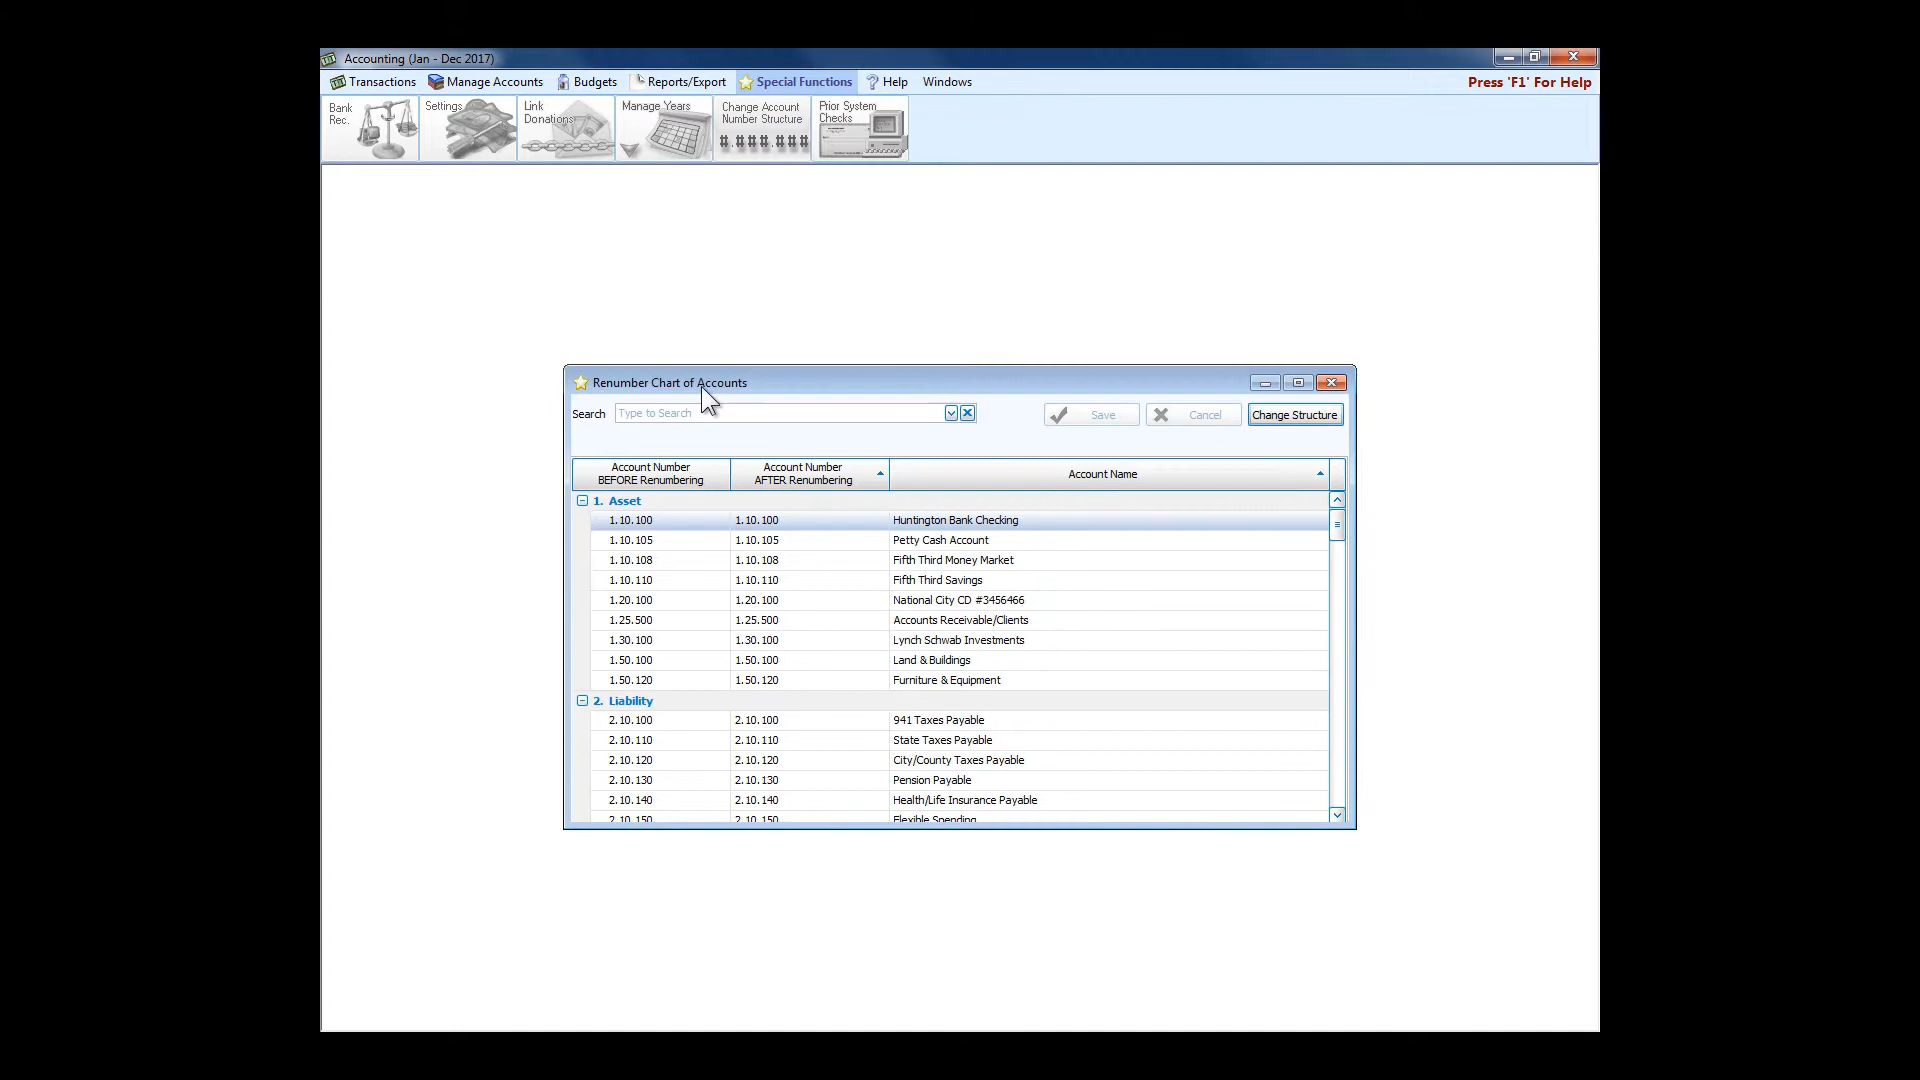 Accounting (Jan - Dec 2017)
Transactions Manage Accounts Budgets Reports/Export Special Functions Help Windows Press 'F1' For Help
Bank Rec.
Settings
Link Donations
Manage Years
Change Account Number Structure
#.###.###
Prior System Checks
Renumber Chart of Accounts
Search Type to Search Save Cancel Change Structure
Account Number BEFORE Renumbering
Account Number AFTER Renumbering
Account Name
1. Asset
1.10.100 1.10.100 Huntington Bank Checking
1.10.105 1.10.105 Petty Cash Account
1.10.108 1.10.108 Fifth Third Money Market
1.10.110 1.10.110 Fifth Third Savings
1.20.100 1.20.100 National City CD #3456466
1.25.500 1.25.500 Accounts Receivable/Clients
1.30.100 1.30.100 Lynch Schwab Investments
1.50.100 1.50.100 Land & Buildings
1.50.120 1.50.120 Furniture & Equipment
2. Liability
2.10.100 2.10.100 941 Taxes Payable
2.10.110 2.10.110 State Taxes Payable
2.10.120 2.10.120 City/County Taxes Payable
2.10.130 2.10.130 Pension Payable
2.10.140 2.10.140 Health/Life Insurance Payable
2.10.150 2.10.150 Flexible Spending